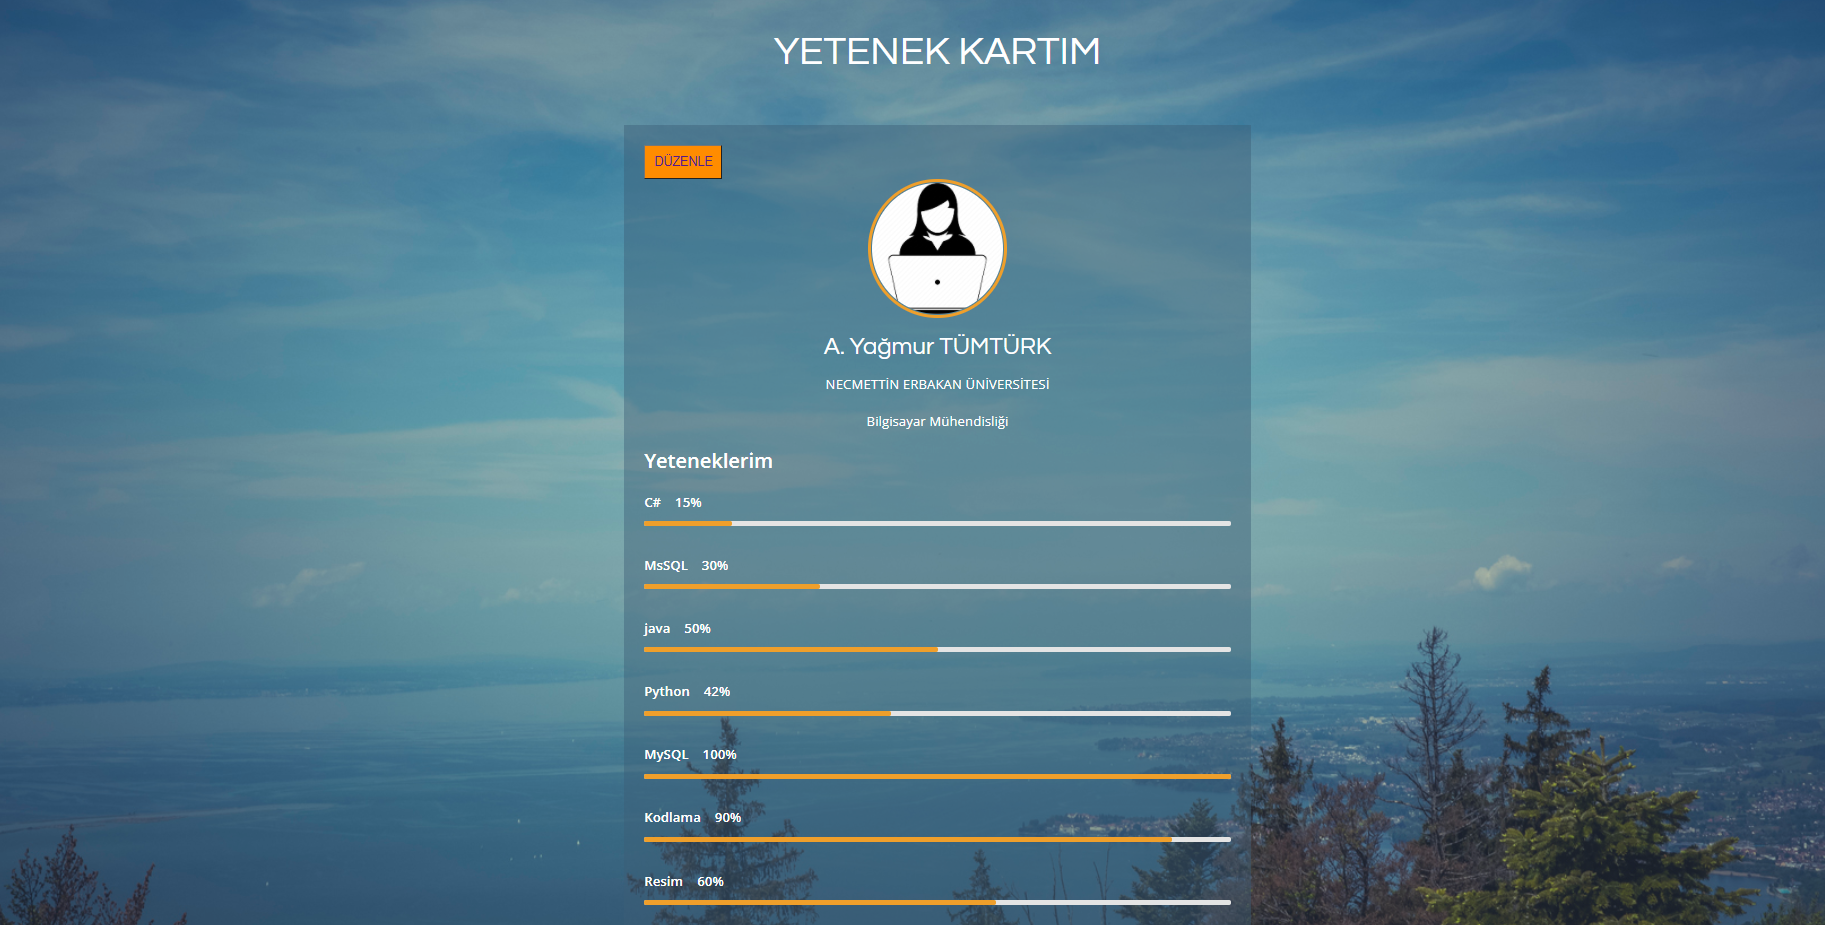 YETENEK KARTIM
DÜZENLE
A. Yağmur TÜMTÜRK
NECMETTİN ERBAKAN ÜNİVERSİTESİ
Bilgisayar Mühendisliği
Yeteneklerim
C# 15%
MsSQL 30%
java 50%
Python 42%
MySQL 100%
Kodlama 90%
Resim 60%